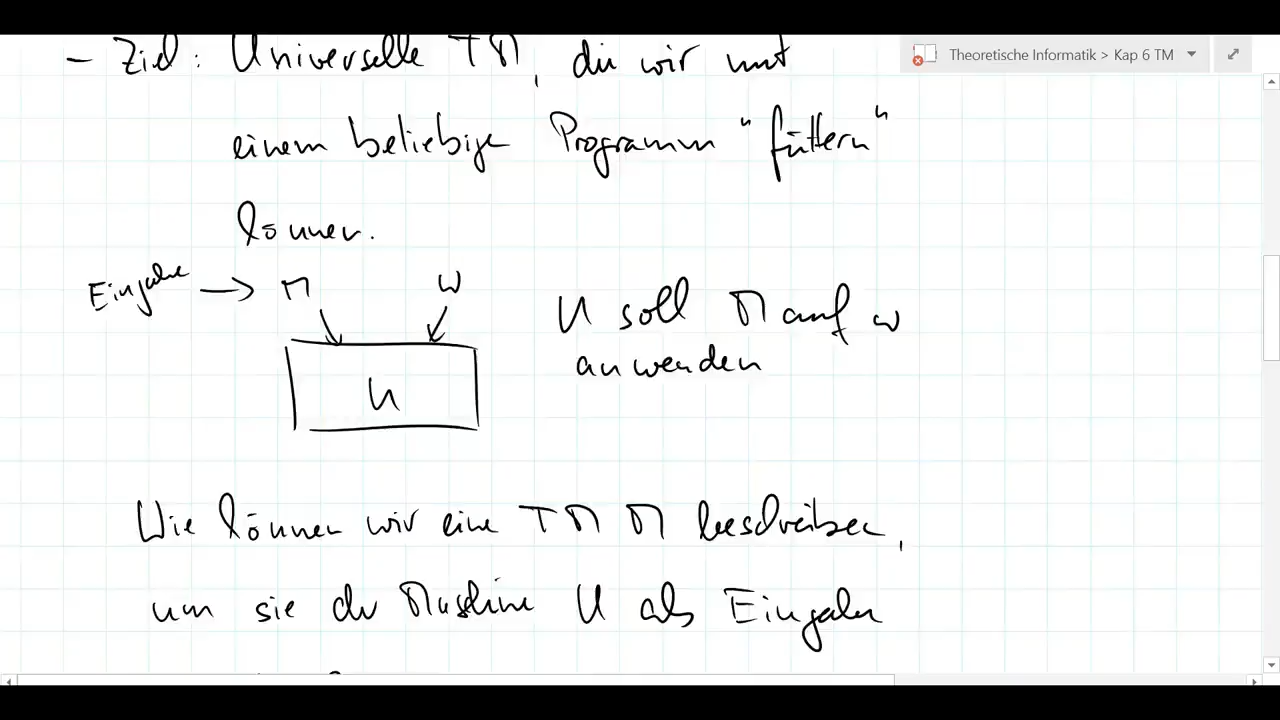 - Ziel: Universelle TM, die wir mit
Theoretische Informatik > Kap 6 TM
einem beliebige Programm "füttern"
können.
Eingabe → M w
U soll M auf w
anwenden
U
Wie können wir eine TM M beschreiben,
um sie der Maschine U als Eingabe